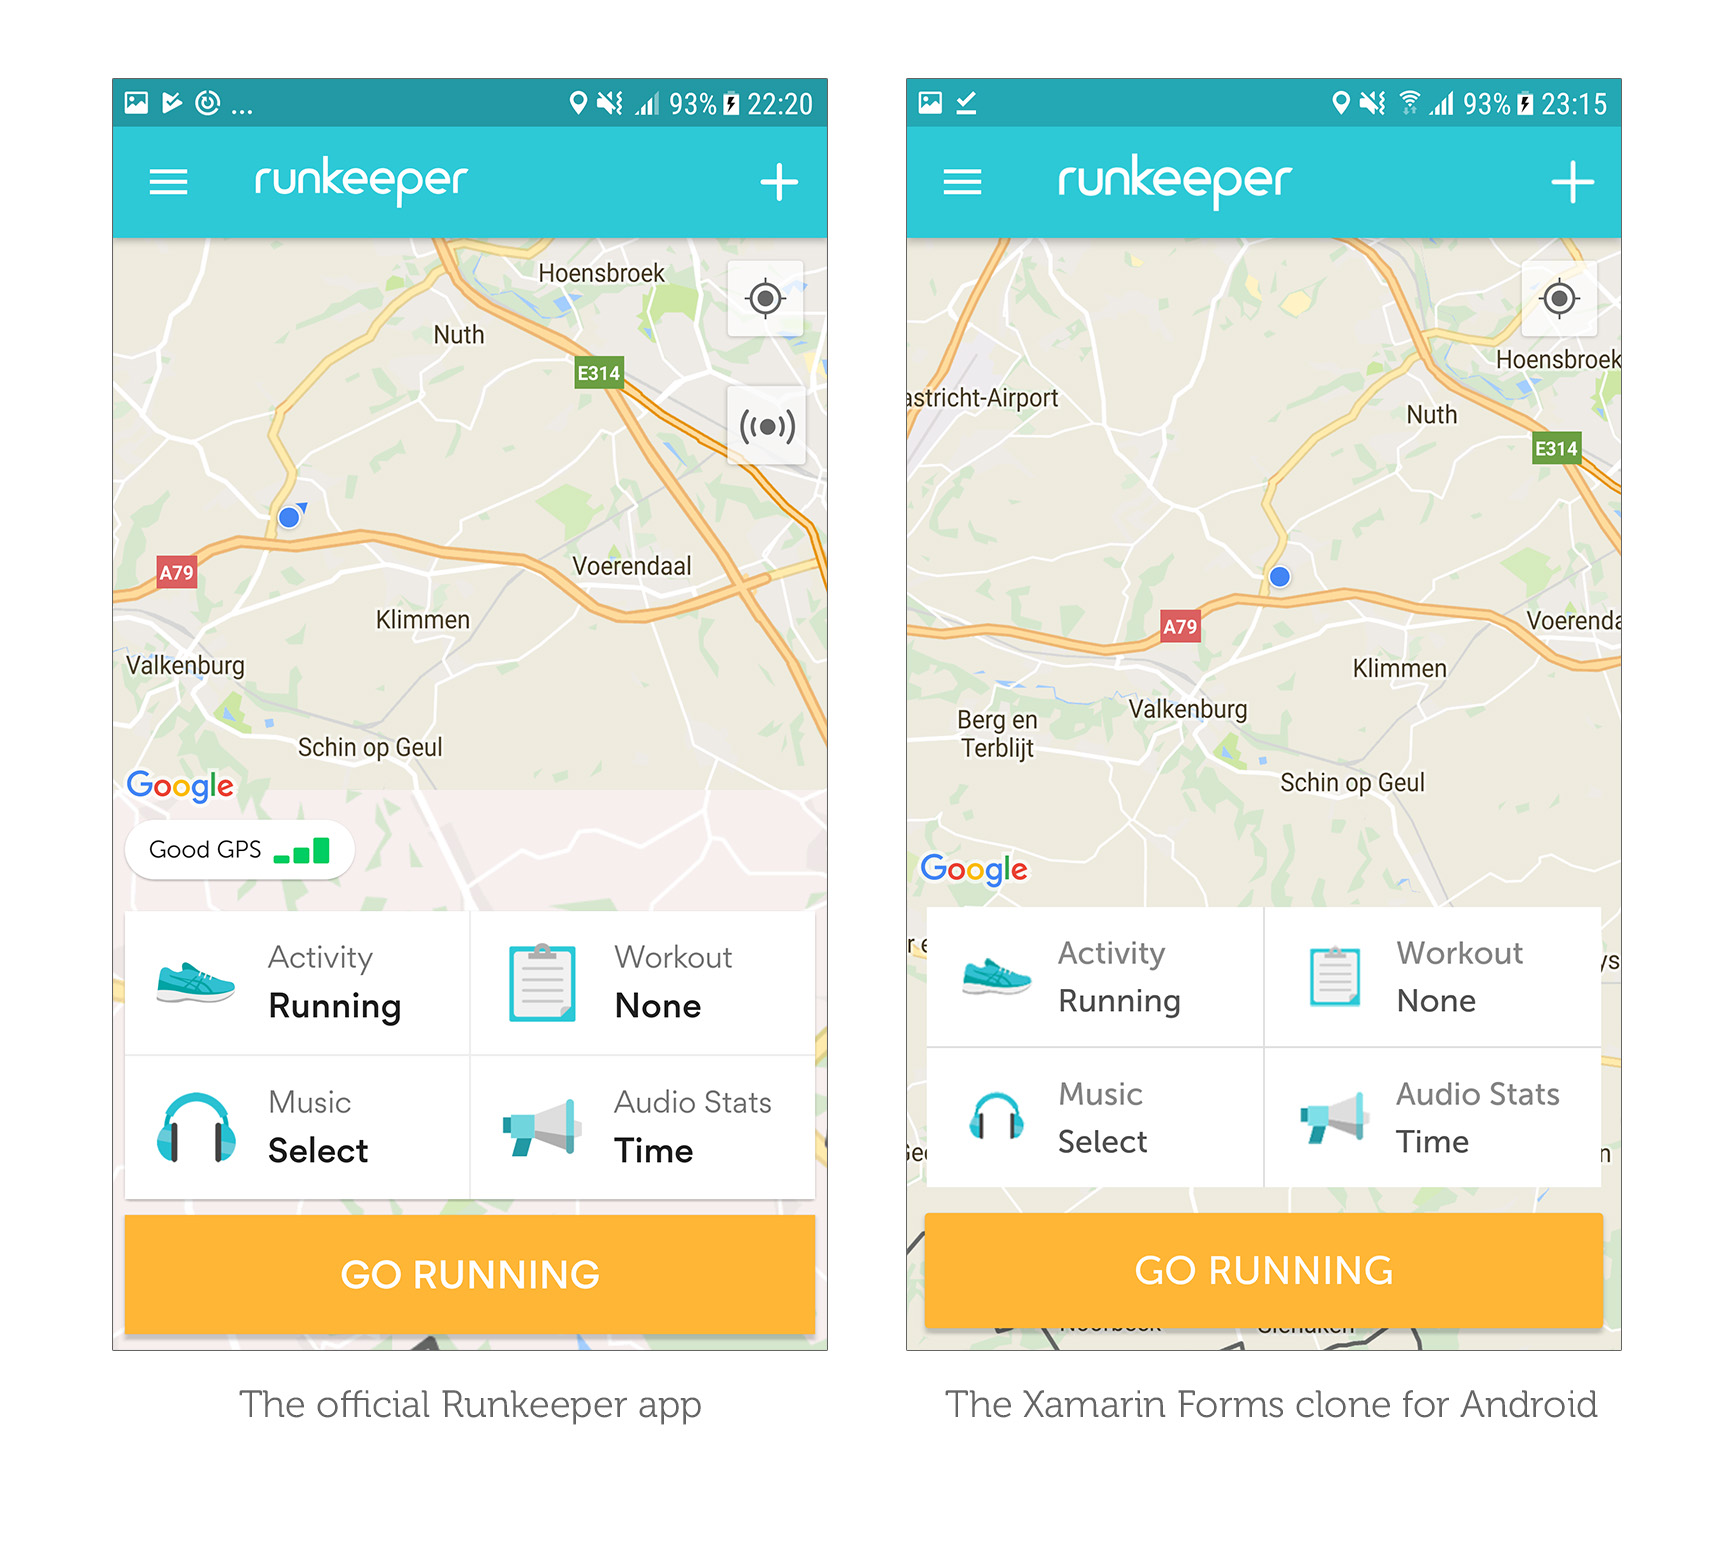 ... 93% 22:20
runkeeper
Hoensbroek
Nuth
E314
Voerendaal
A79
Klimmen
Valkenburg
Schin op Geul
Google
Good GPS
Activity
Running
Workout
None
Music
Select
Audio Stats
Time
GO RUNNING
The official Runkeeper app
93% 23:15
runkeeper
Hoensbroek
astricht-Airport
Nuth
E314
A79
Voerenda
Klimmen
Valkenburg
Berg en
Terblijt
Schin op Geul
Google
Activity
Running
Workout
None
Music
Select
Audio Stats
Time
GO RUNNING
The Xamarin Forms clone for Android